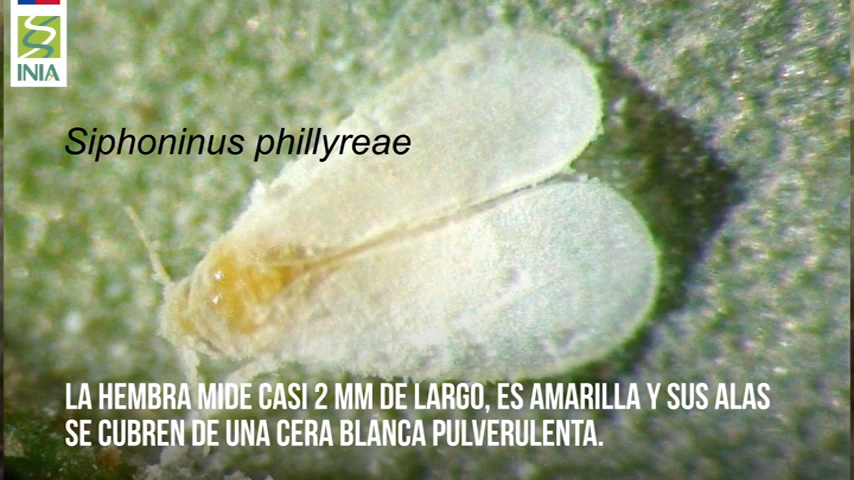 INIA
Siphoninus phillyreae
LA HEMBRA MIDE CASI 2 MM DE LARGO, ES AMARILLA Y SUS ALAS
SE CUBREN DE UNA CERA BLANCA PULVERULENTA.